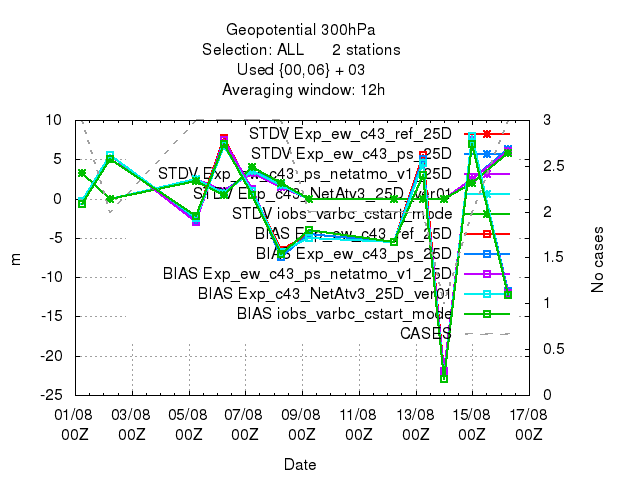 Geopotential 300hPa
Selection: ALL 2 stations
Used {00,06} + 03
Averaging window: 12h
10
5
0
-5
-10
-15
-20
-25
m
3
2.5
2
1.5
1
0.5
0
No cases
STDV Exp_ew_c43_ref_25D
STDV Exp_ew_c43_ps_25D
STDV Exp_ew_c43_ps_netatmo_v1_25D
STDV Exp_c43_NetAtv3_25D_ver01
STDV iobs_varbc_cstart_mode
BIAS Exp_ew_c43_ref_25D
BIAS Exp_ew_c43_ps_25D
BIAS Exp_ew_c43_ps_netatmo_v1_25D
BIAS Exp_c43_NetAtv3_25D_ver01
BIAS iobs_varbc_cstart_mode
CASES
01/08 03/08 05/08 07/08 09/08 11/08 13/08 15/08 17/08
00Z 00Z 00Z 00Z 00Z 00Z 00Z 00Z 00Z
Date